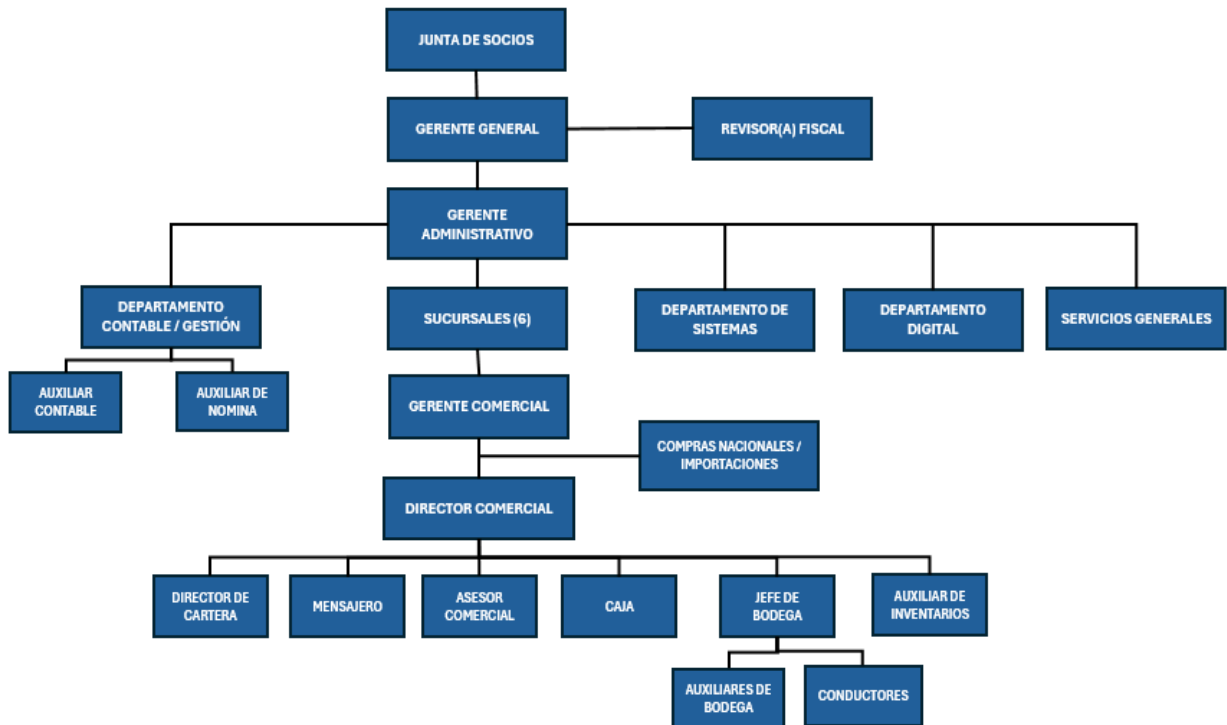 JUNTA DE SOCIOS
GERENTE GENERAL
REVISOR(A) FISCAL
GERENTE
ADMINISTRATIVO
DEPARTAMENTO
CONTABLE / GESTIÓN
SUCURSALES (6)
DEPARTAMENTO DE
SISTEMAS
DEPARTAMENTO
DIGITAL
SERVICIOS GENERALES
AUXILIAR
CONTABLE
AUXILIAR DE
NOMINA
GERENTE COMERCIAL
COMPRAS NACIONALES /
IMPORTACIONES
DIRECTOR COMERCIAL
DIRECTOR DE
CARTERA
MENSAJERO
ASESOR
COMERCIAL
CAJA
JEFE DE
BODEGA
AUXILIAR DE
INVENTARIOS
AUXILIARES DE
BODEGA
CONDUCTORES